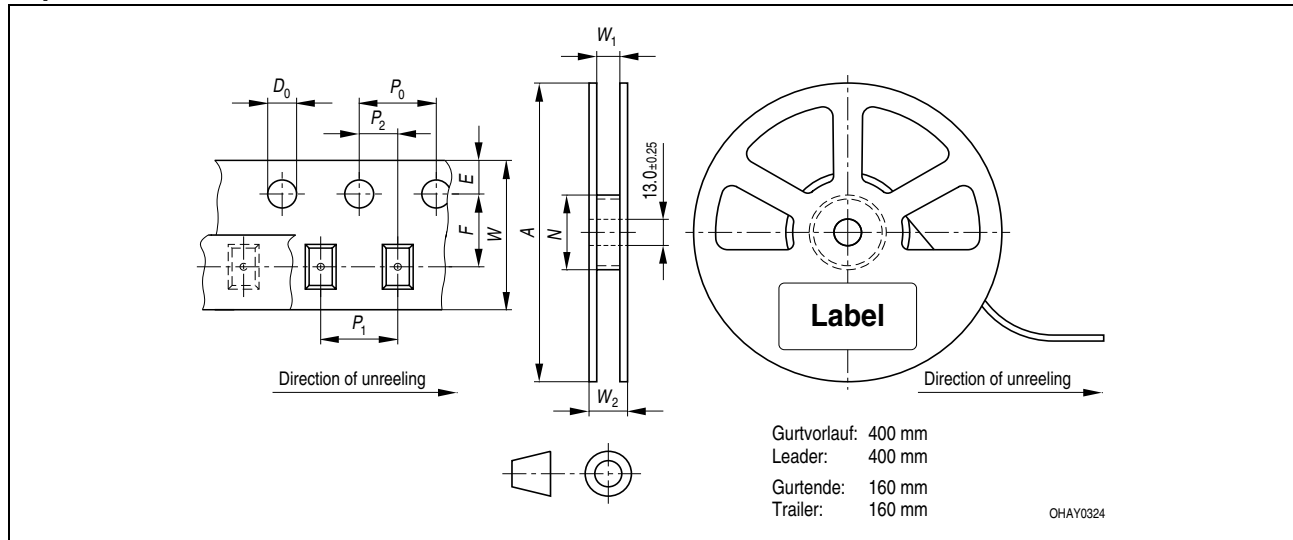 W1
D0
P0
P2
E
F
W
A
N
13.0±0.25
P1
Label
Direction of unreeling
W2
Direction of unreeling
Gurtvorlauf: 400 mm
Leader: 400 mm
Gurtende: 160 mm
Trailer: 160 mm
OHAY0324